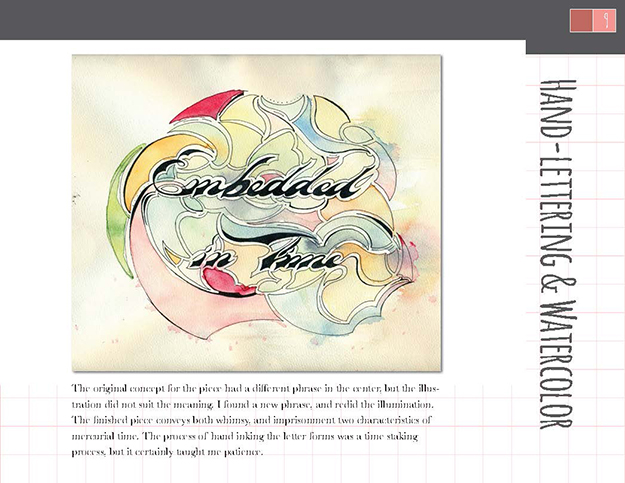 9
HAND-LETTERING & WATERCOLOR
Embedded
in Time
The original concept for the piece had a different phrase in the center, but the illus-
tration did not suit the meaning. I found a new phrase, and redid the illumination.
The finished piece conveys both whimsy, and imprisonment two characteristics of
mercurial time. The process of hand inking the letter forms was a time staking
process, but it certainly taught me patience.